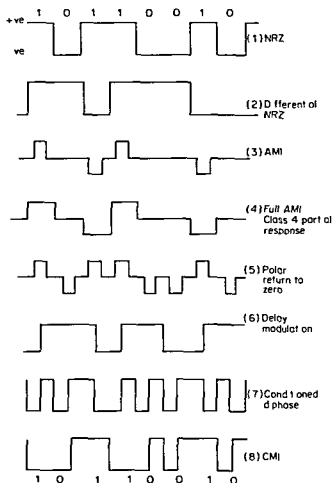 1 0 1 1 0 0 1 0
+ve
ve
(1) NRZ
(2) D fferent al
NRZ
(3) AMI
(4) Full AMI
Class 4 part al
response
(5) Polar
return to
zero
(6) Delay
modulat on
(7) Cond t oned
d phase
(8) CMI
1 0 1 1 0 0 1 0